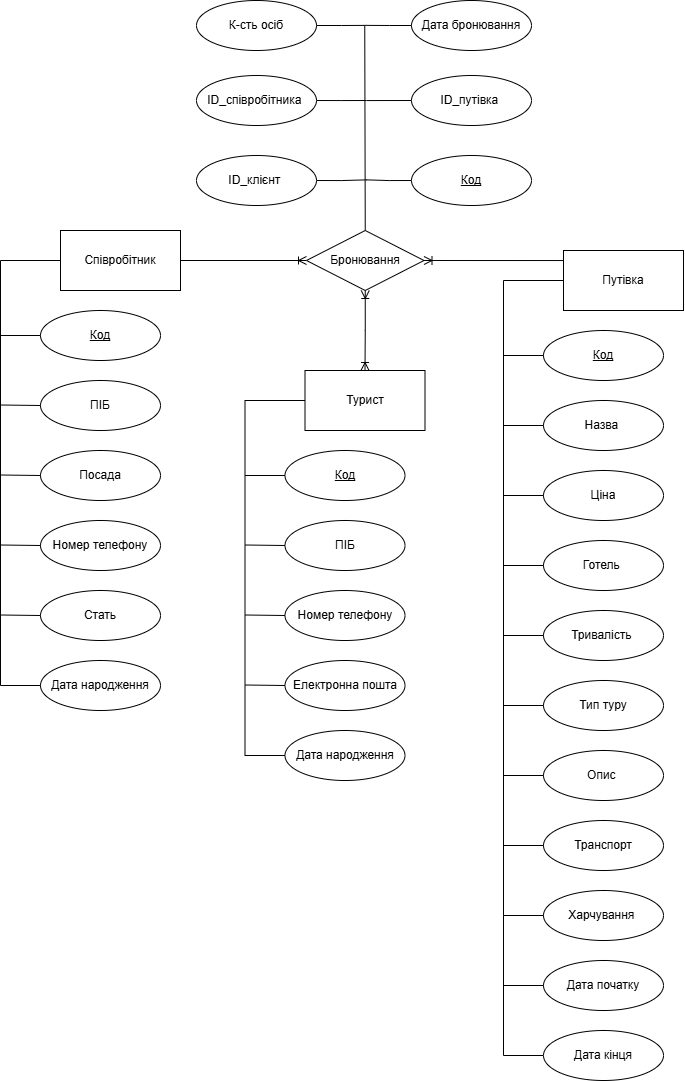 К-сть осіб
Дата бронювання
ID_співробітника
ID_путівка
ID_клієнт
Код
Співробітник
Бронювання
Путівка
Код
ПІБ
Посада
Номер телефону
Стать
Дата народження
Турист
Код
ПІБ
Номер телефону
Електронна пошта
Дата народження
Код
Назва
Ціна
Готель
Тривалість
Тип туру
Опис
Транспорт
Харчування
Дата початку
Дата кінця